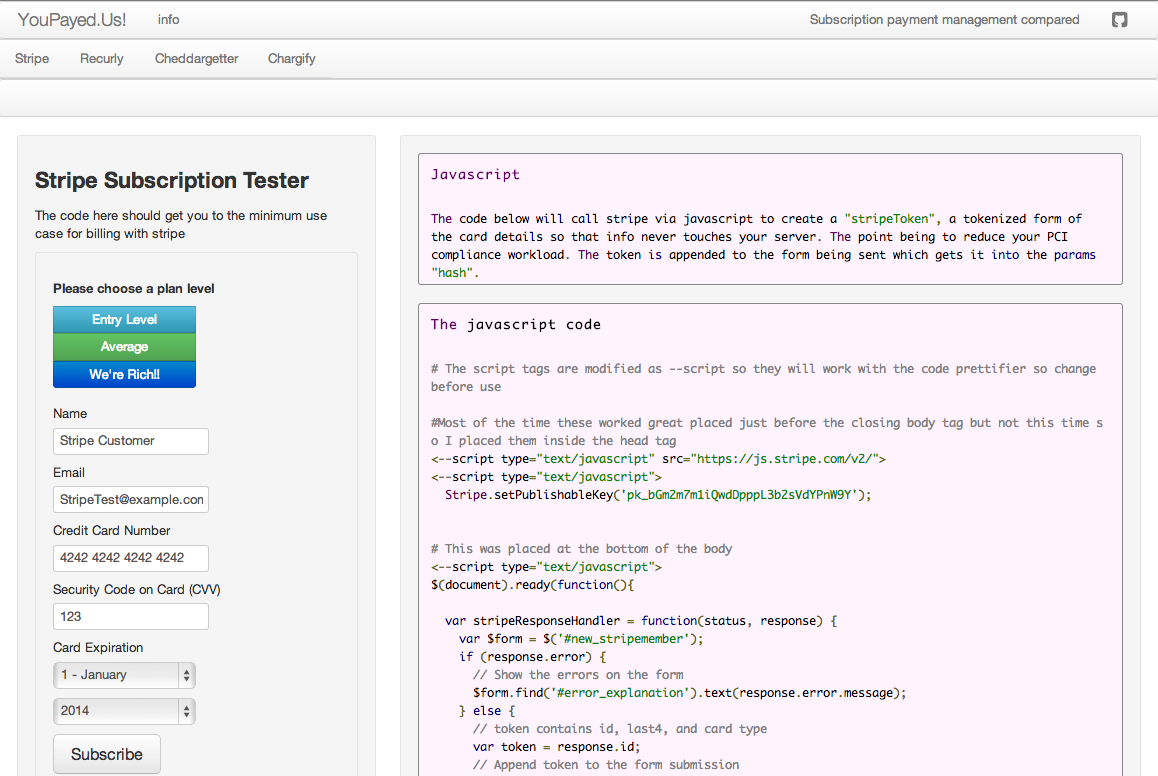 YouPayed.Us! info Subscription payment management compared
Stripe Recurly Cheddargetter Chargify
Stripe Subscription Tester
The code here should get you to the minimum use
case for billing with stripe
Please choose a plan level
Entry Level
Average
We're Rich!!
Name
Stripe Customer
Email
StripeTest@example.con
Credit Card Number
4242 4242 4242 4242
Security Code on Card (CVV)
123
Card Expiration
1 - January
2014
Subscribe
Javascript
The code below will call stripe via javascript to create a "stripeToken", a tokenized form of
the card details so that info never touches your server. The point being to reduce your PCI
compliance workload. The token is appended to the form being sent which gets it into the params
"hash".
The javascript code
# The script tags are modified as --script so they will work with the code prettifier so change
before use
#Most of the time these worked great placed just before the closing body tag but not this time s
o I placed them inside the head tag
<--script type="text/javascript" src="https://js.stripe.com/v2/">
<--script type="text/javascript">
Stripe.setPublishableKey('pk_bGm2m7m1iQwdDpppL3b2sVdYPnW9Y');
# This was placed at the bottom of the body
<--script type="text/javascript">
$(document).ready(function(){
var stripeResponseHandler = function(status, response) {
var $form = $('#new_stripemember');
if (response.error) {
// Show the errors on the form
$form.find('#error_explanation').text(response.error.message);
} else {
// token contains id, last4, and card type
var token = response.id;
// Append token to the form submission